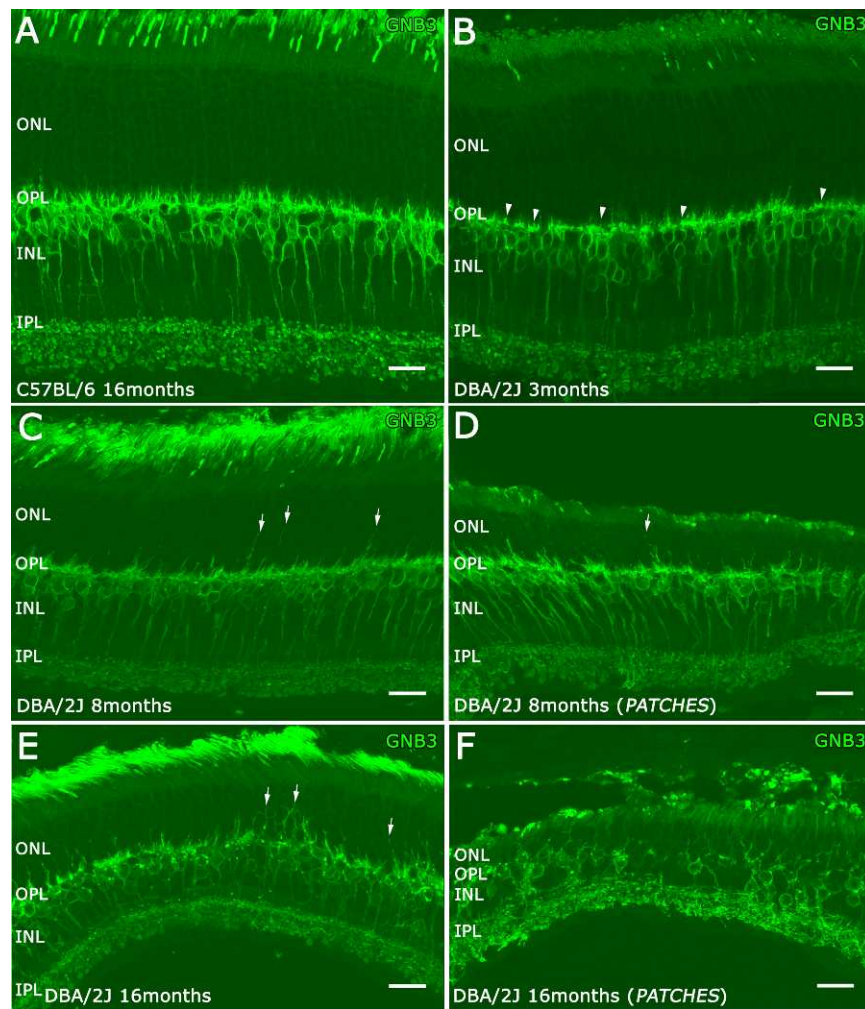 A GNB3
ONL
OPL
INL
IPL
C57BL/6 16months
B GNB3
ONL
OPL
INL
IPL
DBA/2J 3months
C GNB3
ONL
OPL
INL
IPL
DBA/2J 8months
D GNB3
ONL
OPL
INL
IPL
DBA/2J 8months (PATCHES)
E GNB3
ONL
OPL
INL
IPL DBA/2J 16months
F GNB3
ONL
OPL
INL
IPL
DBA/2J 16months (PATCHES)